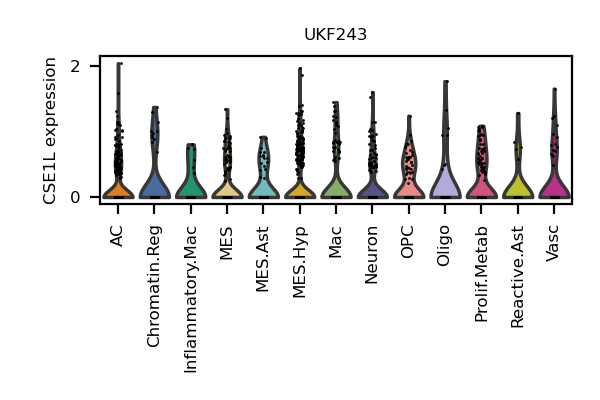 UKF243
CSE1L expression
2
0
AC
Chromatin.Reg
Inflammatory.Mac
MES
MES.Ast
MES.Hyp
Mac
Neuron
OPC
Oligo
Prolif.Metab
Reactive.Ast
Vasc